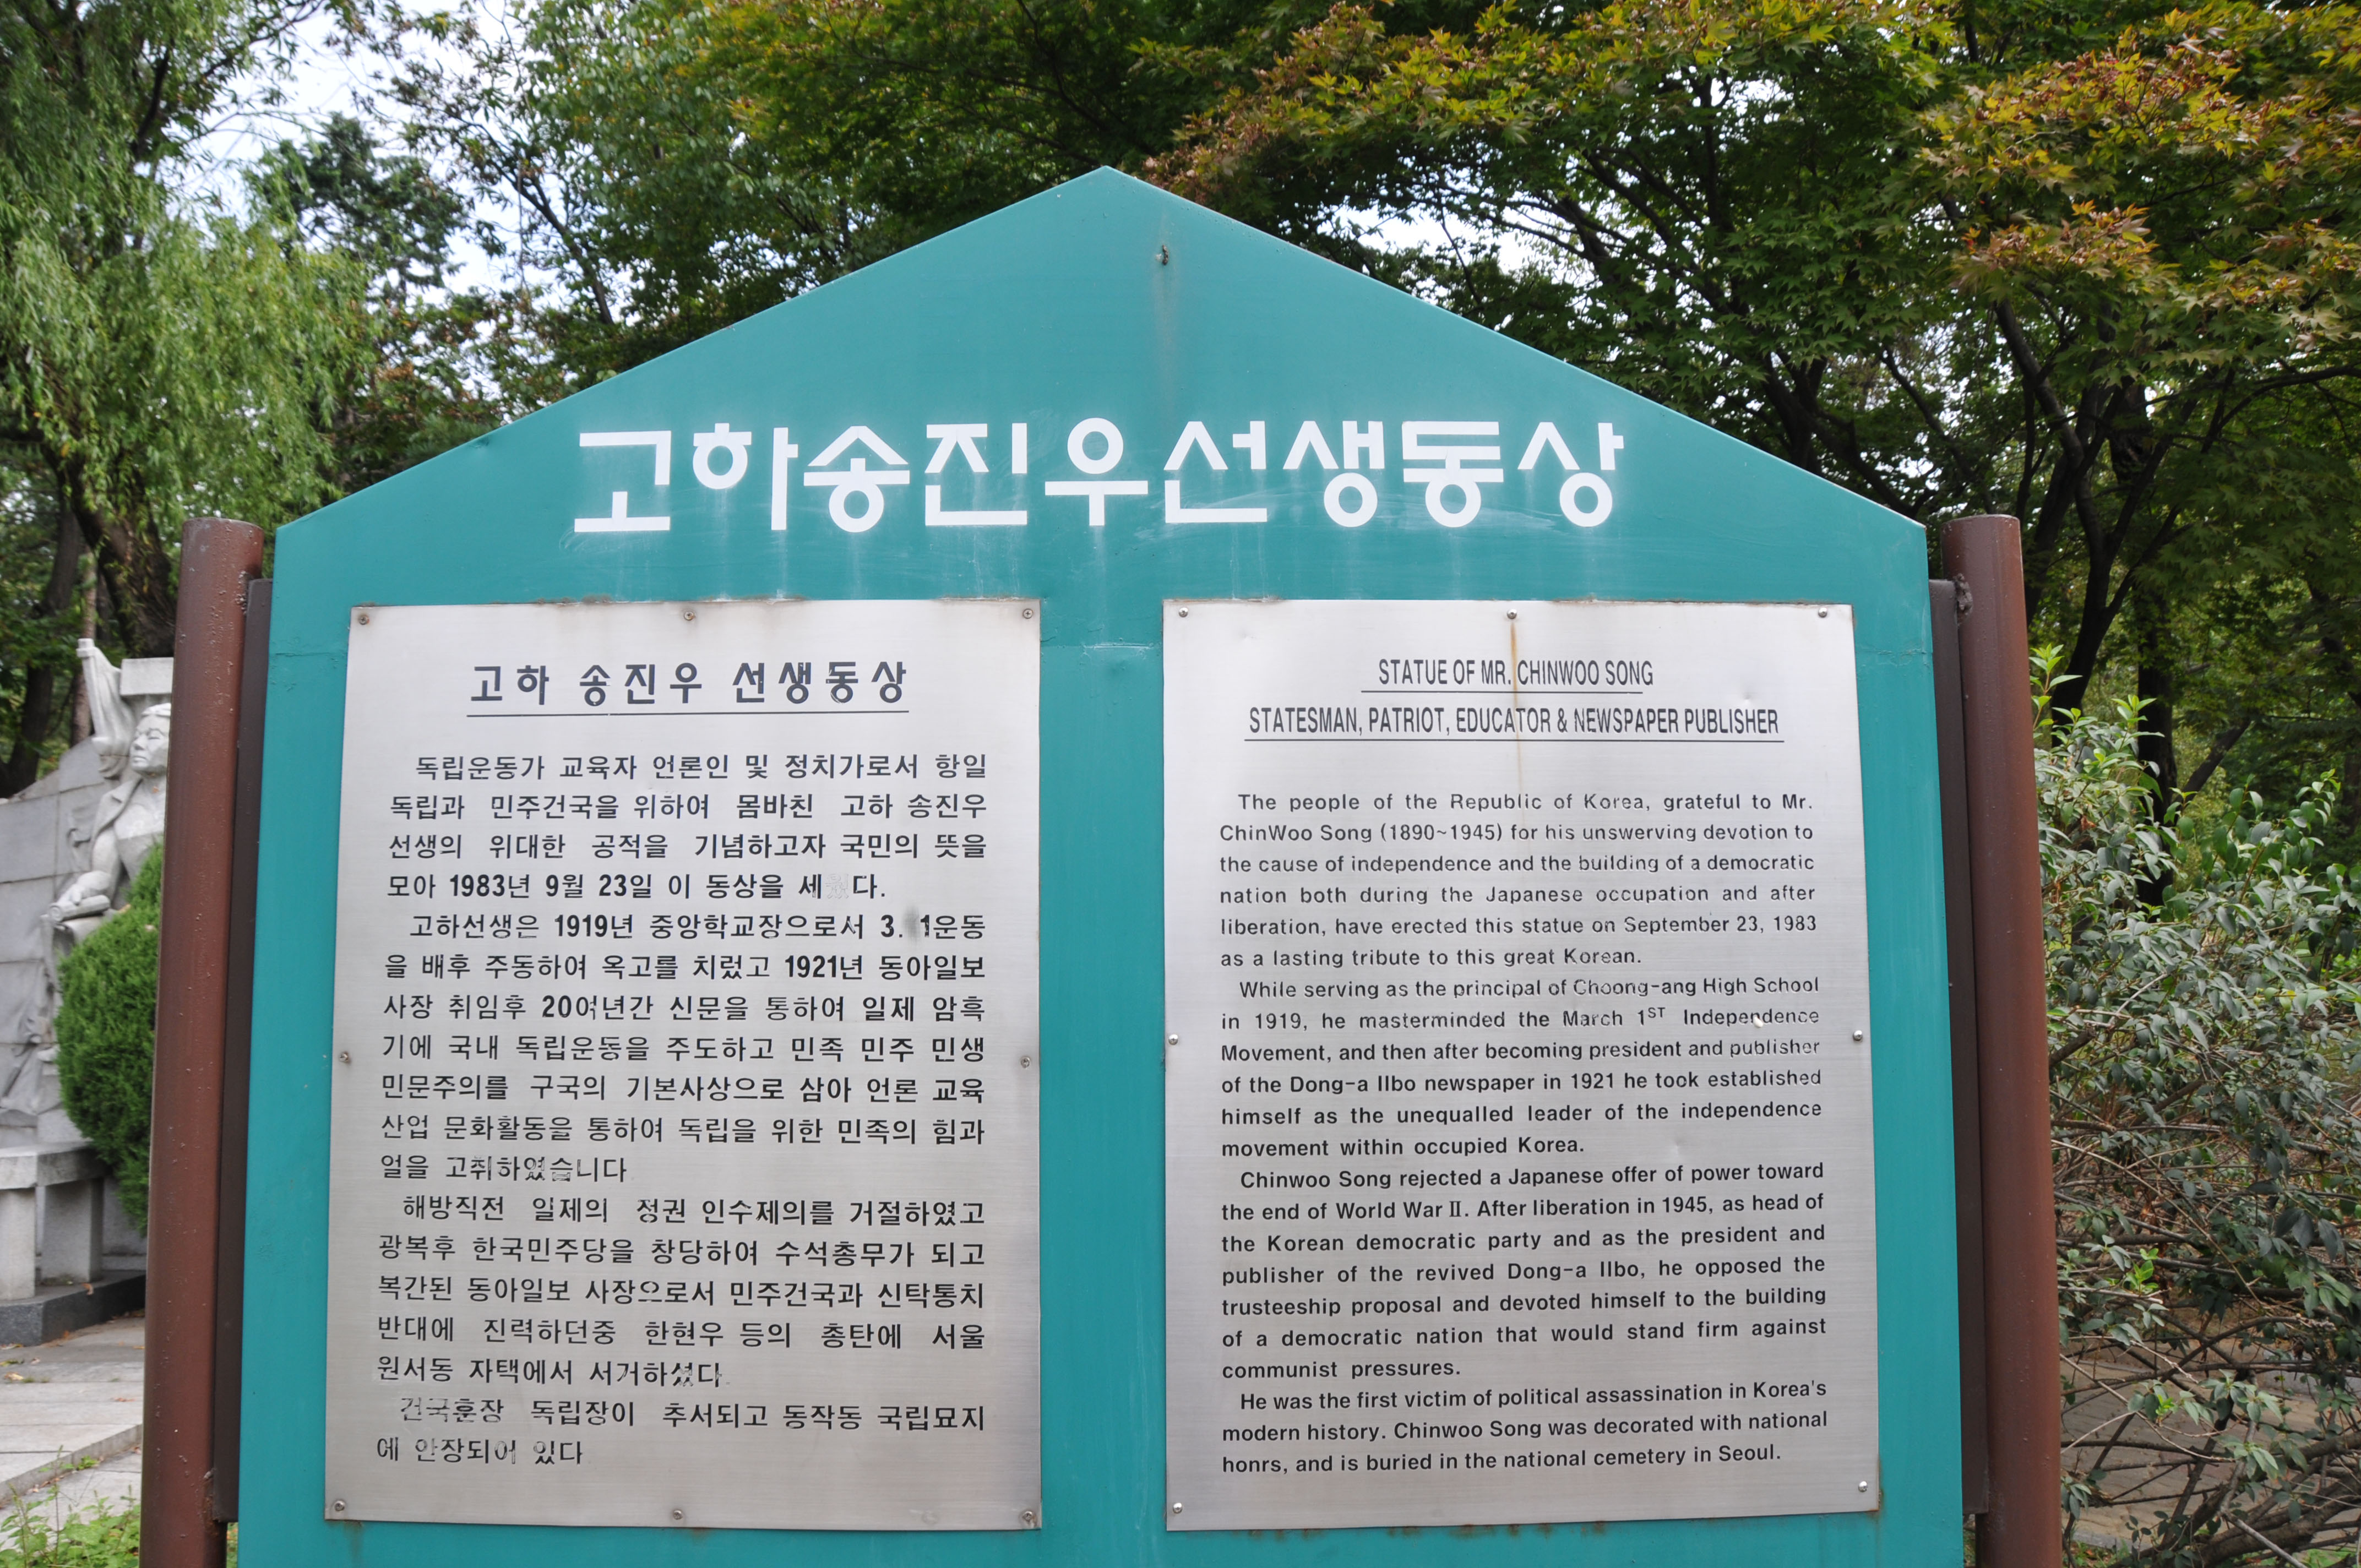 고하송진우선생동상
고하 송진우 선생동상
독립운동가 교육자 언론인 및 정치가로서 항일
독립과 민주건국을 위하여 몸바친 고하 송진우
선생의 위대한 공적을 기념하고자 국민의 뜻을
모아 1983년 9월 23일 이 동상을 세 다.
고하선생은 1919년 중앙학교장으로서 3. 1운동
을 배후 주동하여 옥고를 치렀고 1921년 동아일보
사장 취임후 20여년간 신문을 통하여 일제 암흑
기에 국내 독립운동을 주도하고 민족 민주 민생
민문주의를 구국의 기본사상으로 삼아 언론 교육
산업 문화활동을 통하여 독립을 위한 민족의 힘과
얼을 고취하였습니다
해방직전 일제의 정권 인수제의를 거절하였고
광복후 한국민주당을 창당하여 수석총무가 되고
복간된 동아일보 사장으로서 민주건국과 신탁통치
반대에 진력하던중 한현우 등의 총탄에 서울
원서동 자택에서 서거하셨다
건국훈장 독립장이 추서되고 동작동 국립묘지
에 안장되어 있다
STATUE OF MR. CHINWOO SONG
STATESMAN, PATRIOT, EDUCATOR & NEWSPAPER PUBLISHER
The people of the Republic of Korea, grateful to Mr.
ChinWoo Song (1890~1945) for his unswerving devotion to
the cause of independence and the building of a democratic
nation both during the Japanese occupation and after
liberation, have erected this statue on September 23, 1983
as a lasting tribute to this great Korean.
While serving as the principal of Choong-ang High School
in 1919, he masterminded the March 1ST Independence
Movement, and then after becoming president and publisher
of the Dong-a Ilbo newspaper in 1921 he took established
himself as the unequalled leader of the independence
movement within occupied Korea.
Chinwoo Song rejected a Japanese offer of power toward
the end of World War II. After liberation in 1945, as head of
the Korean democratic party and as the president and
publisher of the revived Dong-a Ilbo, he opposed the
trusteeship proposal and devoted himself to the building
of a democratic nation that would stand firm against
communist pressures.
He was the first victim of political assassination in Korea's
modern history. Chinwoo Song was decorated with national
honrs, and is buried in the national cemetery in Seoul.